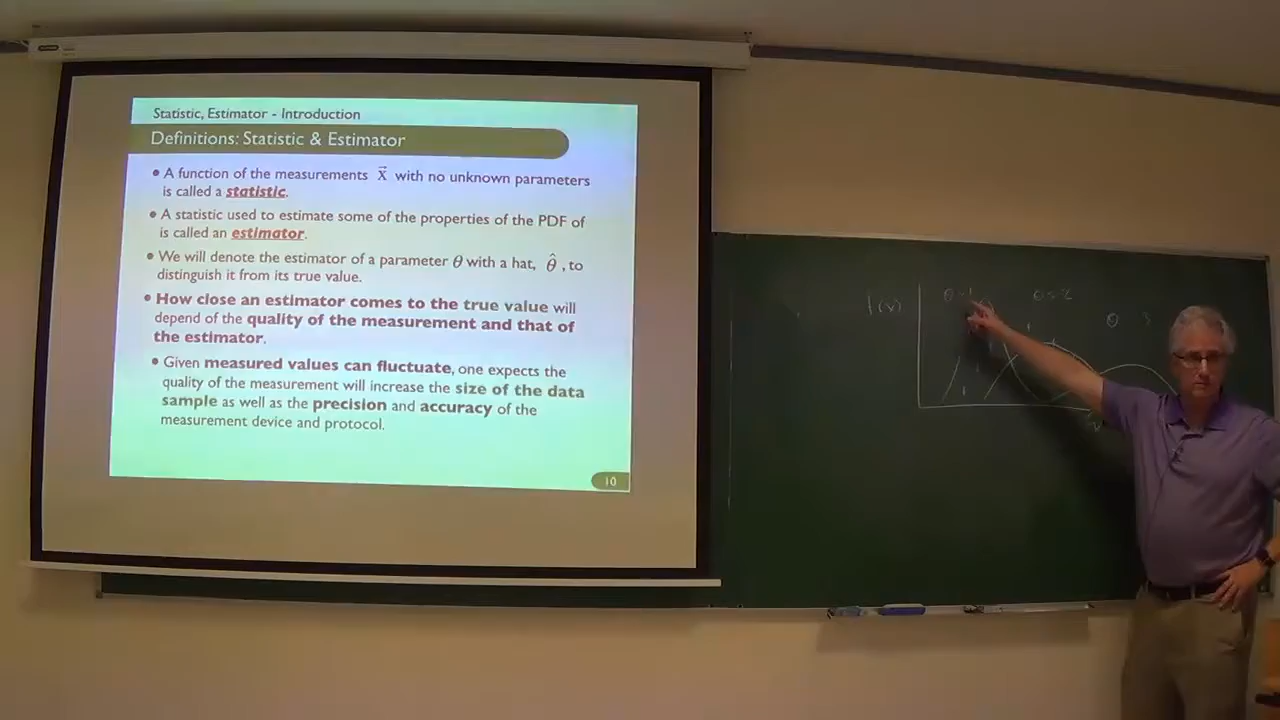 Statistic, Estimator - Introduction
Definitions: Statistic & Estimator
• A function of the measurements x⃗ with no unknown parameters
is called a statistic.
• A statistic used to estimate some of the properties of the PDF of
is called an estimator.
• We will denote the estimator of a parameter θ with a hat, θ̂ , to
distinguish it from its true value.
• How close an estimator comes to the true value will
depend of the quality of the measurement and that of
the estimator.
• Given measured values can fluctuate, one expects the
quality of the measurement will increase the size of the data
sample as well as the precision and accuracy of the
measurement device and protocol.
10
f(x)